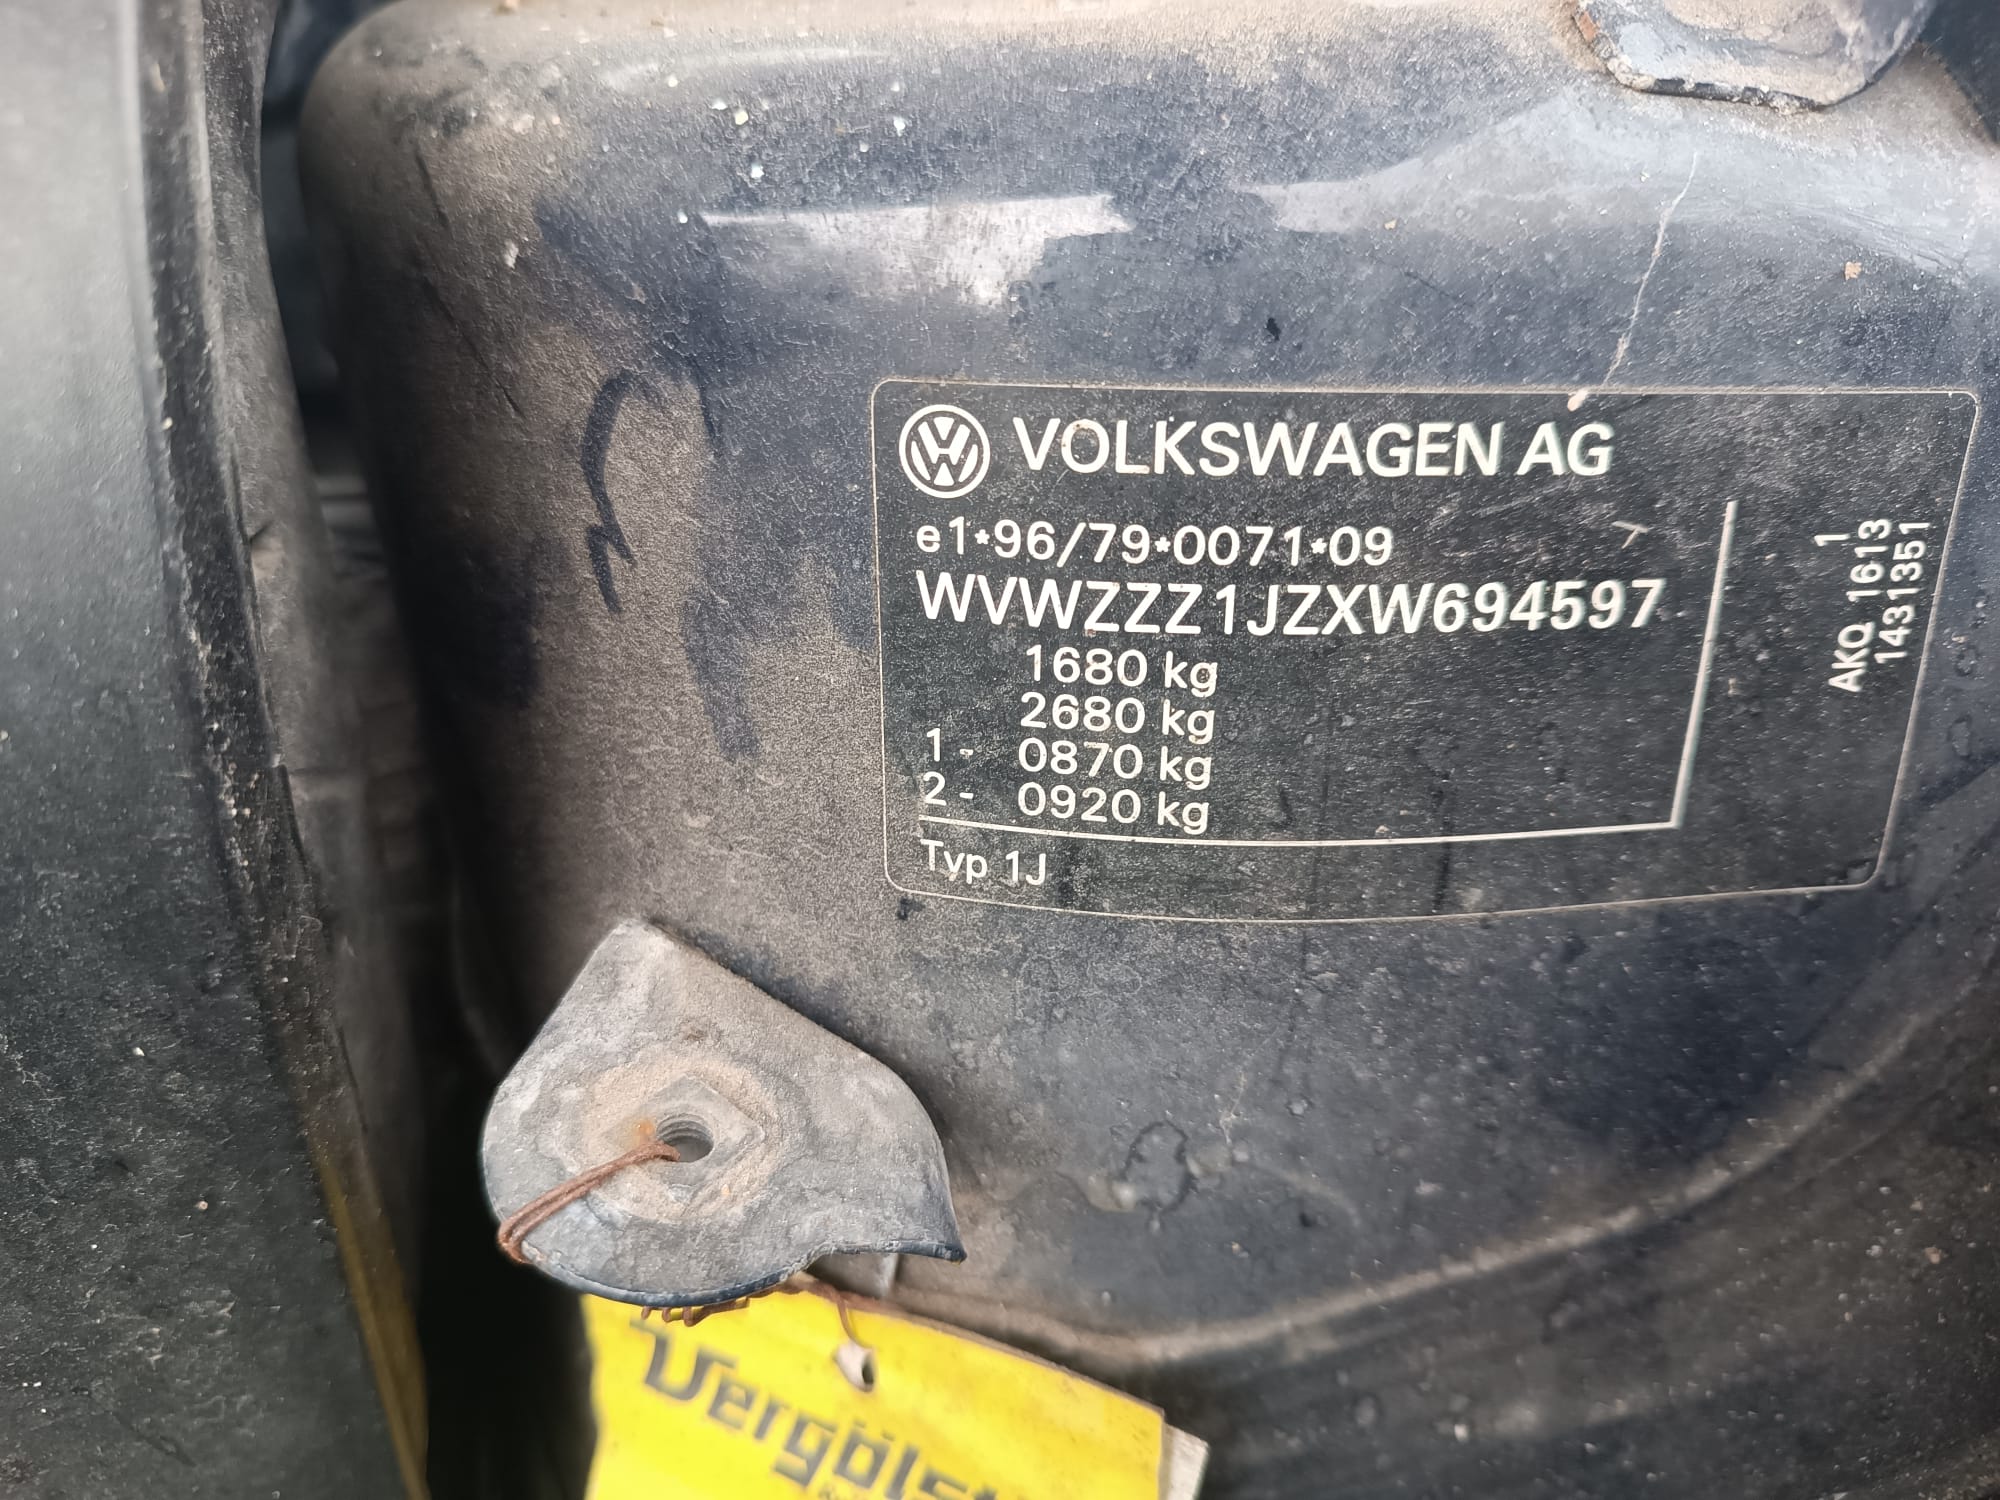 VOLKSWAGEN AG
e1*96/79*0071*09
WVWZZZ1JZXW694597
1680 kg
2680 kg
1 - 0870 kg
2 - 0920 kg
Typ 1J
1
AKQ 1613
1431351
Vergölst